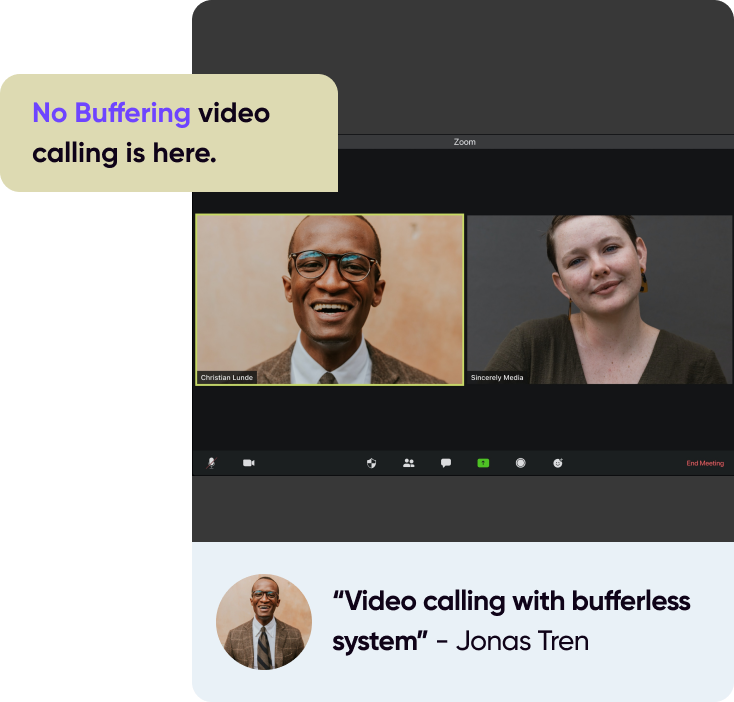 No Buffering video
calling is here.
Zoom
Christian Lunde
Sincerely Media
End Meeting
“Video calling with bufferless
system” - Jonas Tren